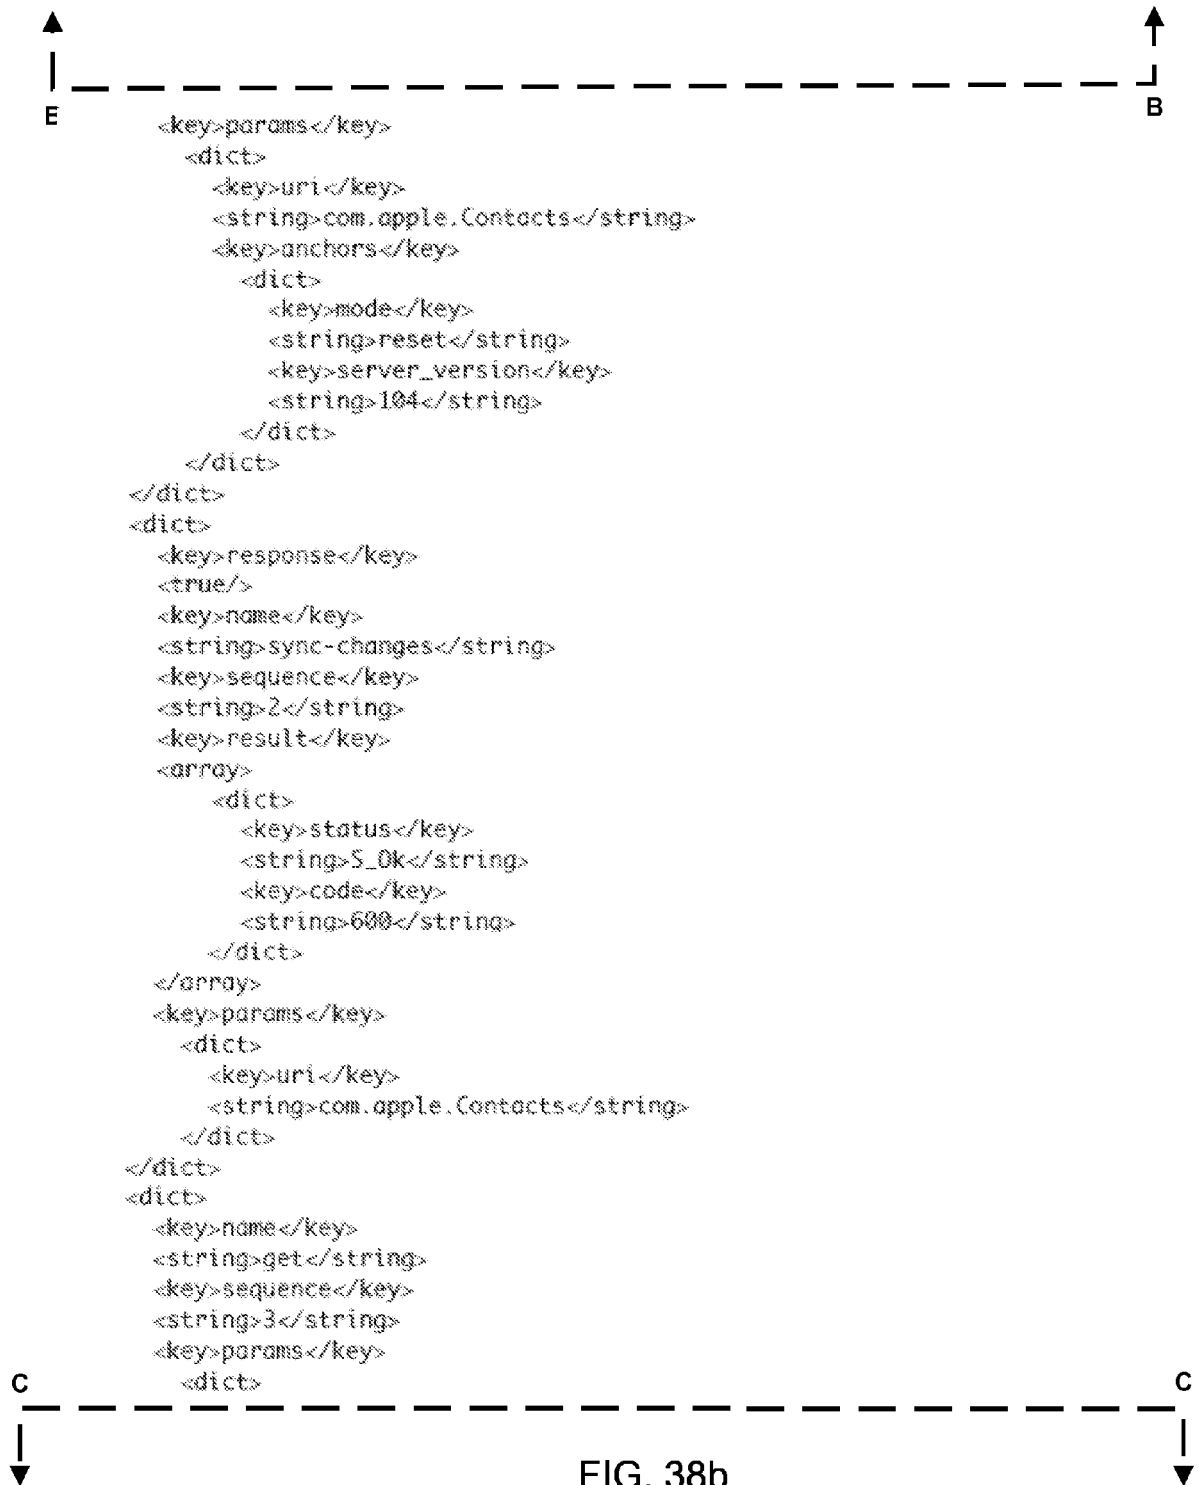 E B
<key>params</key>
<dict>
<key>uri</key>
<string>com.apple.Contacts</string>
<key>anchors</key>
<dict>
<key>mode</key>
<string>reset</string>
<key>server_version</key>
<string>104</string>
</dict>
</dict>
</dict>
<dict>
<key>response</key>
<true/>
<key>name</key>
<string>sync-changes</string>
<key>sequence</key>
<string>2</string>
<key>result</key>
<array>
<dict>
<key>status</key>
<string>S_Ok</string>
<key>code</key>
<string>600</string>
</dict>
</array>
<key>params</key>
<dict>
<key>uri</key>
<string>com.apple.Contacts</string>
</dict>
</dict>
<dict>
<key>name</key>
<string>get</string>
<key>sequence</key>
<string>3</string>
<key>params</key>
<dict>
C C
FIG. 38b